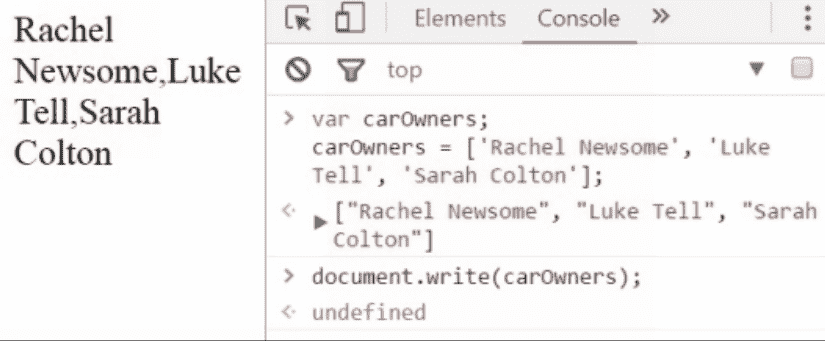 Rachel
Newsome,Luke
Tell,Sarah
Colton
Elements Console »
top
> var carOwners;
carOwners = ['Rachel Newsome', 'Luke
Tell', 'Sarah Colton'];
["Rachel Newsome", "Luke Tell", "Sarah
Colton"]
> document.write(carOwners);
undefined